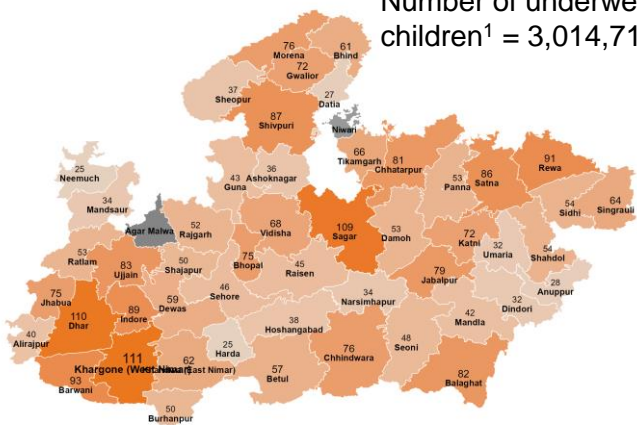 Number of underwe
children¹ = 3,014,71
76
Morena
61
Bhind
72
Gwalior
37
Sheopur
27
Datia
87
Shivpuri
Niwari
66
Tikamgarh
81
Chhatarpur
53
Panna
86
Satna
91
Rewa
54
Sidhi
64
Singrauli
25
Neemuch
34
Mandsaur
43
Guna
36
Ashoknagar
Agar Malwa
52
Rajgarh
68
Vidisha
109
Sagar
53
Damoh
72
Katni
32
Umaria
54
Shahdol
28
Anuppur
53
Ratlam
83
Ujjain
50
Shajapur
75
Bhopal
45
Raisen
79
Jabalpur
75
Jhabua
110
Dhar
89
Indore
59
Dewas
46
Sehore
34
Narsimhapur
42
Mandla
32
Dindori
40
Alirajpur
38
Hoshangabad
25
Harda
76
Chhindwara
48
Seoni
111
Khargone (West Nimar)
62
East Nimar)
93
Barwani
57
Betul
82
Balaghat
50
Burhanpur